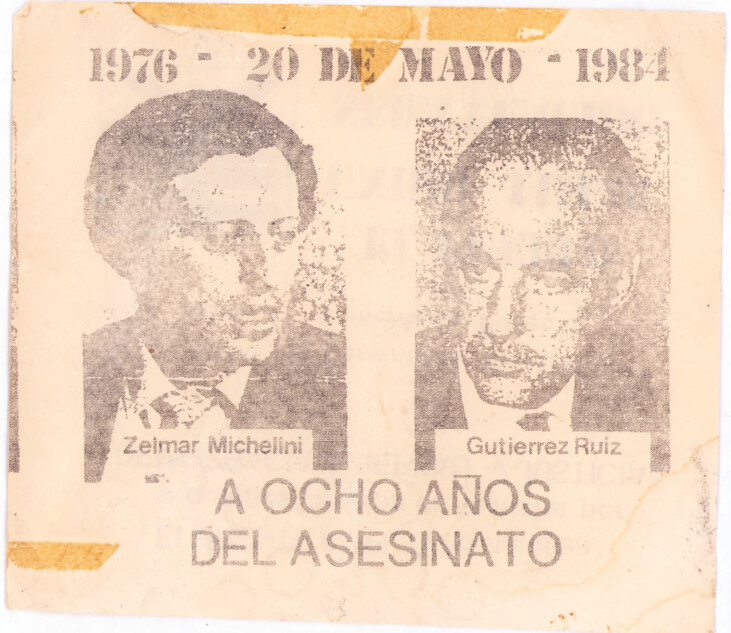 1976 - 20 DE MAYO - 1984
Zelmar Michelini
Gutierrez Ruiz
A OCHO AÑOS
DEL ASESINATO